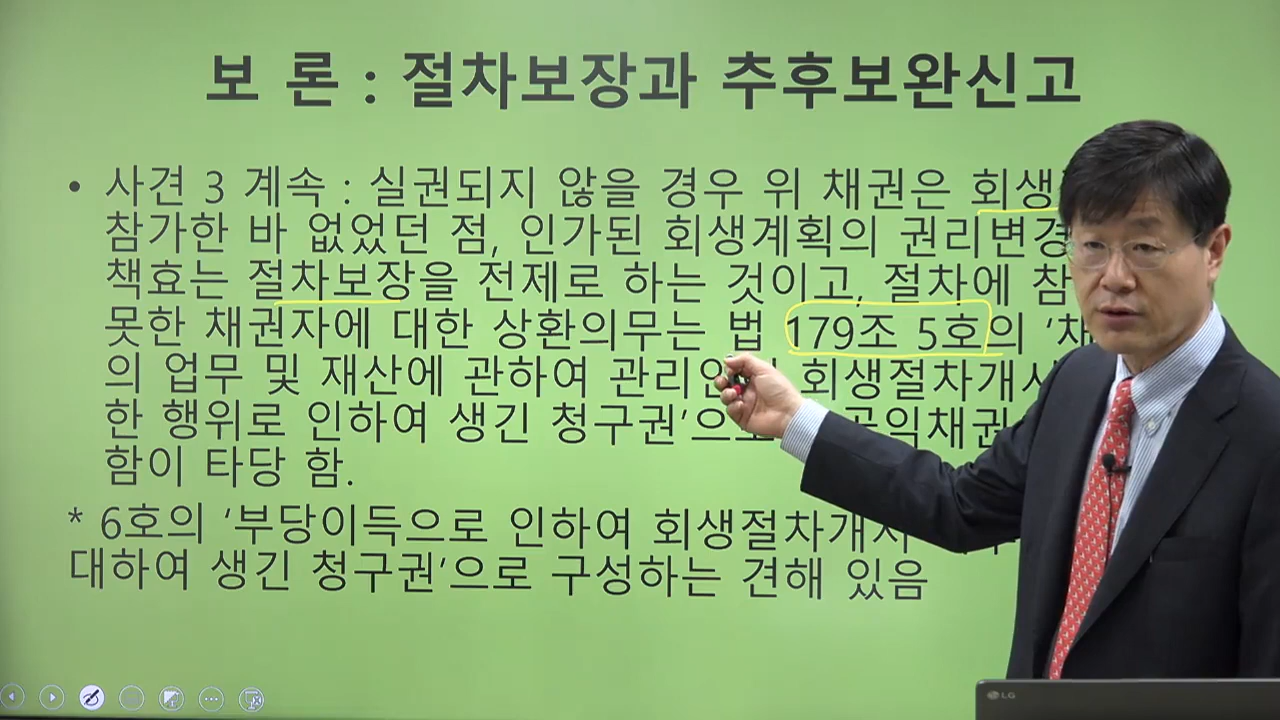 보 론 : 절차보장과 추후보완신고
• 사견 3 계속 : 실권되지 않을 경우 위 채권은 회생
참가한 바 없었던 점, 인가된 회생계획의 권리변경
책효는 절차보장을 전제로 하는 것이고, 절차에 참
못한 채권자에 대한 상환의무는 법 179조 5호의 ‘채
의 업무 및 재산에 관하여 관리인 회생절차개시
한 행위로 인하여 생긴 청구권’으로 공익채권
함이 타당 함.
* 6호의 ‘부당이득으로 인하여 회생절차개시
대하여 생긴 청구권’으로 구성하는 견해 있음
LG